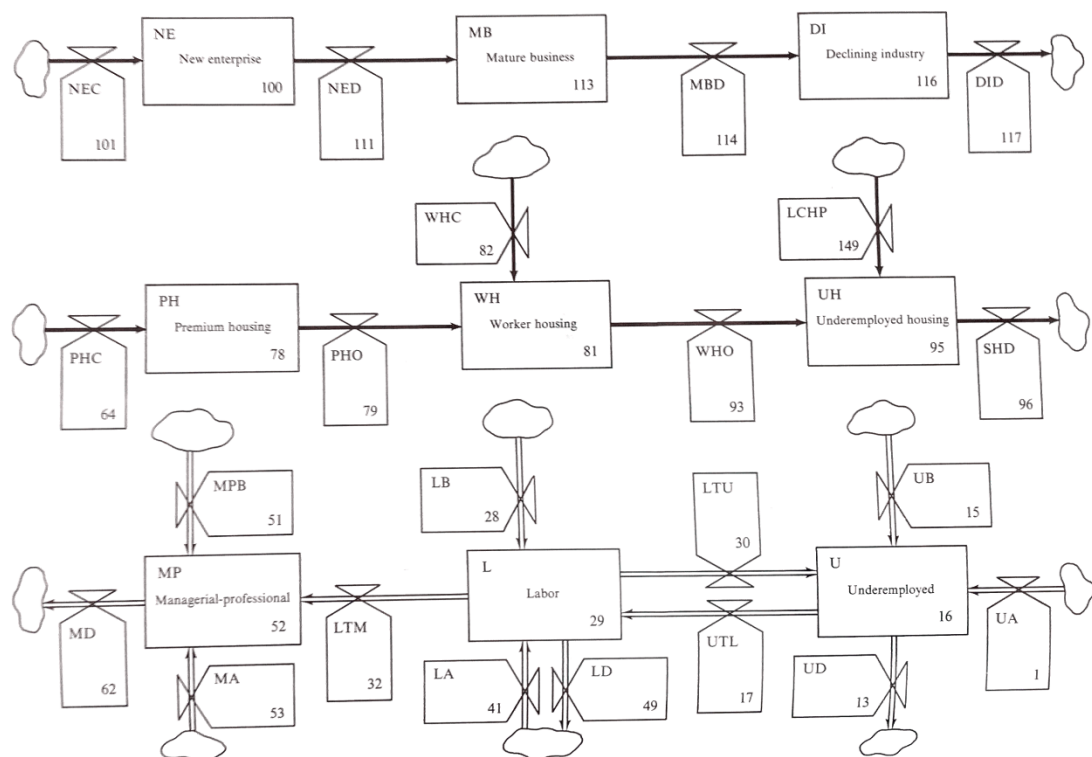 NE
New enterprise
100
MB
Mature business
113
DI
Declining industry
116
NEC
101
NED
111
MBD
114
DID
117
WHC
82
LCHP
149
PH
Premium housing
78
WH
Worker housing
81
UH
Underemployed housing
95
PHC
64
PHO
79
WHO
93
SHD
96
MPB
51
LB
28
LTU
30
UB
15
MP
Managerial-professional
52
L
Labor
29
U
Underemployed
16
MD
62
LTM
32
UTL
17
UA
1
MA
53
LA
41
LD
49
UD
13